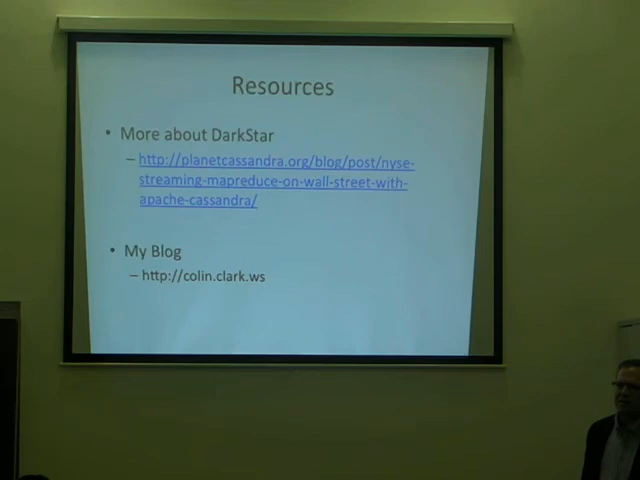 Resources
• More about DarkStar
– http://planetcassandra.org/blog/post/nyse-
streaming-mapreduce-on-wall-street-with-
apache-cassandra/
• My Blog
– http://colin.clark.ws